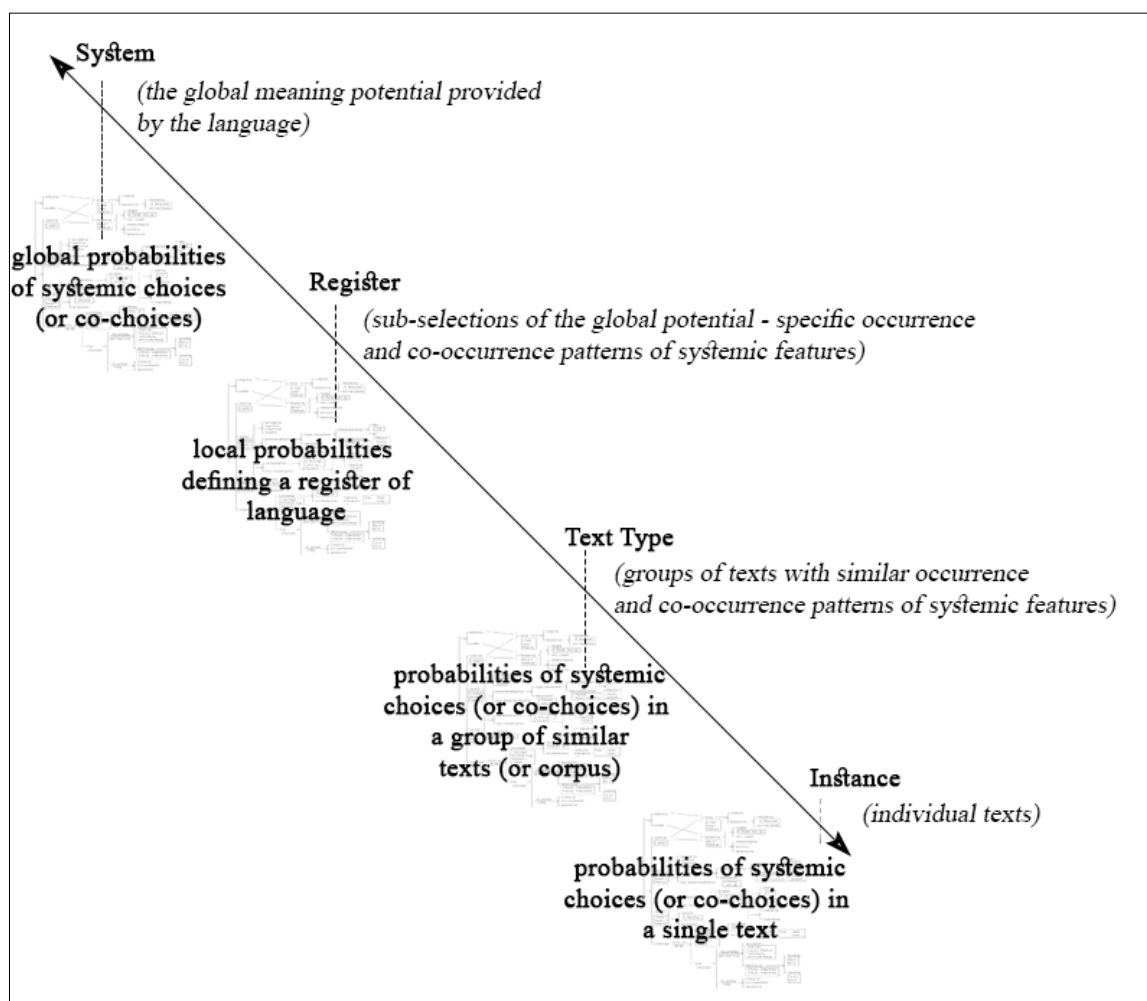 System
(the global meaning potential provided
by the language)
global probabilities
of systemic choices
(or co-choices)
Register
(sub-selections of the global potential - specific occurrence
and co-occurrence patterns of systemic features)
local probabilities
defining a register of
language
Text Type
(groups of texts with similar occurrence
and co-occurrence patterns of systemic features)
probabilities of systemic
choices (or co-choices) in
a group of similar
texts (or corpus)
Instance
(individual texts)
probabilities of systemic
choices (or co-choices) in
a single text